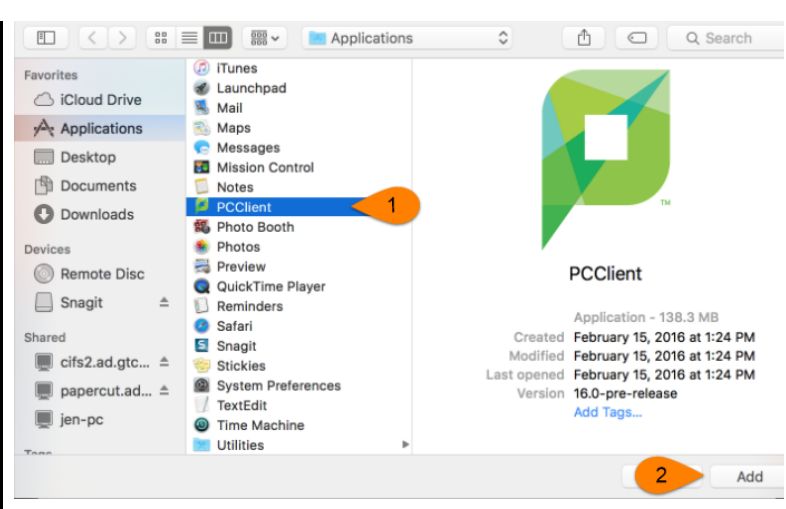 Applications
Search
Favorites
iCloud Drive
Applications
Desktop
Documents
Downloads
Devices
Remote Disc
Snagit
Shared
cifs2.ad.gtc...
papercut.ad...
jen-pc
Tags
iTunes
Launchpad
Mail
Maps
Messages
Mission Control
Notes
PCClient
1
Photo Booth
Photos
Preview
QuickTime Player
Reminders
Safari
Snagit
Stickies
System Preferences
TextEdit
Time Machine
Utilities
TM
PCClient
Application - 138.3 MB
Created February 15, 2016 at 1:24 PM
Modified February 15, 2016 at 1:24 PM
Last opened February 15, 2016 at 1:24 PM
Version 16.0-pre-release
Add Tags...
2
Add